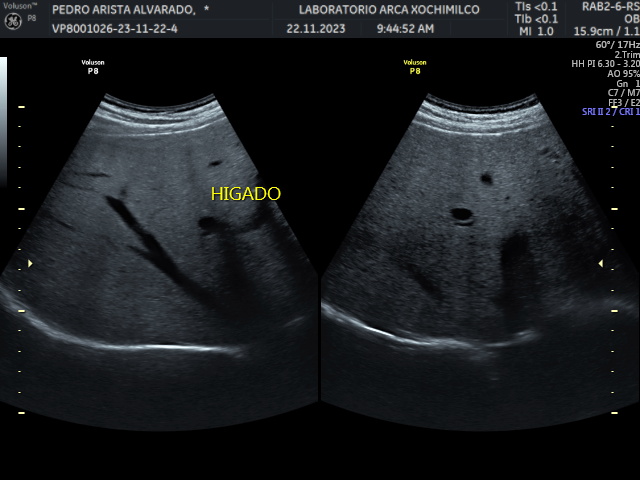 Voluson™
P8
PEDRO ARISTA ALVARADO, *
LABORATORIO ARCA XOCHIMILCO
TIs <0.1
RAB2-6-RS
TIb <0.1
OB
VP8001026-23-11-22-4
22.11.2023
9:44:52 AM
MI 1.0
15.9cm / 1.1
60°/ 17Hz
2.Trim
HH PI 6.30 - 3.20
AO 95%
Gn 1
C7 / M7
FF3 / E2
SRI II 2 / CRI 1
Voluson
P8
Voluson
P8
HIGADO